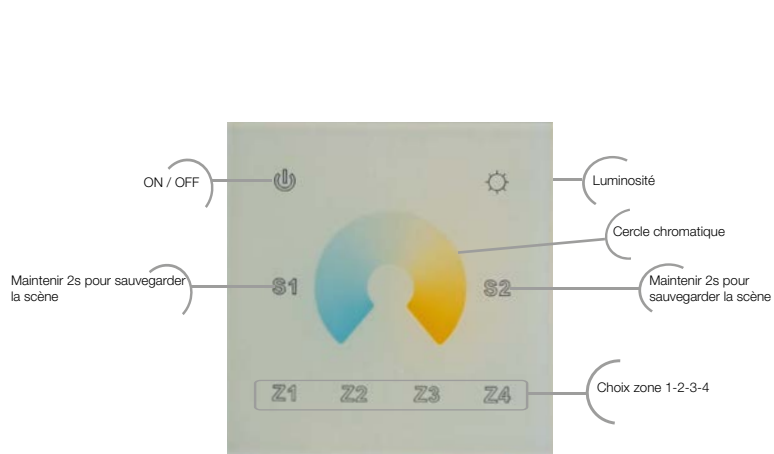 ON / OFF
Luminosité
Cercle chromatique
Maintenir 2s pour sauvegarder
la scène
S1
S2
Maintenir 2s pour
sauvegarder la scène
Z1 Z2 Z3 Z4
Choix zone 1-2-3-4